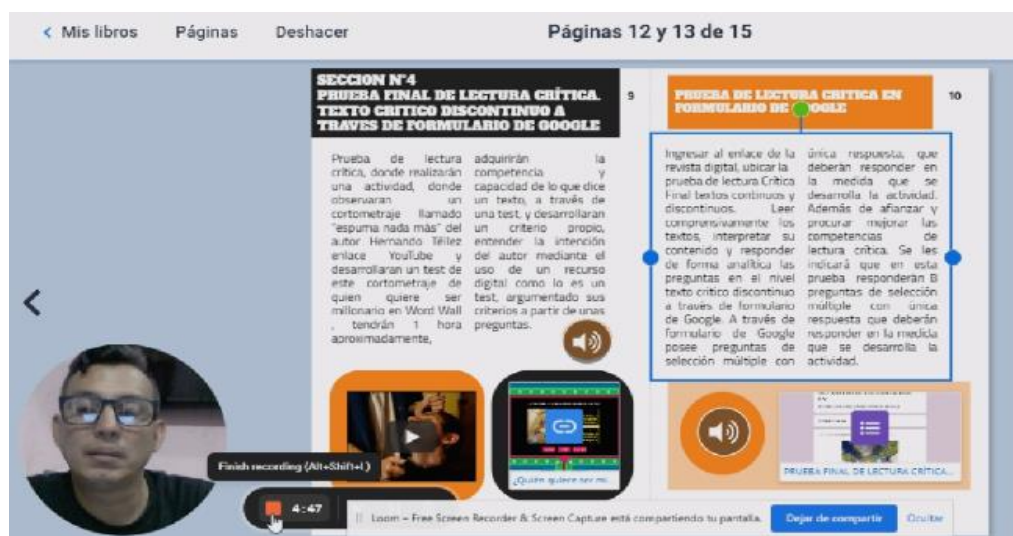 Mis libros
Páginas
Deshacer
Páginas 12 y 13 de 15
SECCION N°4
PRUEBA FINAL DE LECTURA CRÍTICA.
TEXTO CRITICO DISCONTINUO A
TRAVES DE FORMULARIO DE GOOGLE
9
Prueba de lectura
crítica, donde realizarán
una actividad, donde
observaran un
cortometraje llamado
"espuma nada más" del
autor Hernando Téllez
enlace YouTube y
desarrollaran un test de
este cortometraje de
quien quiere ser
millonario en Word Wall
, tendrán 1 hora
aproximadamente,
adquirirán la
competencia y
capacidad de lo que dice
un texto, a través de
una test, y desarrollaran
un criterio propio,
entender la intención
del autor mediante el
uso de un recurso
digital como lo es un
test, argumentado sus
criterios a partir de unas
preguntas.
¿Quién quiere ser mi...
PRUEBA DE LECTURA CRITICA EN
FORMULARIO DE GOOGLE
10
Ingresar al enlace de la
revista digital, ubicar la
prueba de lectura Crítica
Final textos continuos y
discontinuos. Leer
comprensivamente los
textos, interpretar su
contenido y responder
de forma analítica las
preguntas en el nivel
texto critico discontinuo
a través de formulario
de Google. A través de
formulario de Google
posee preguntas de
selección múltiple con
única respuesta, que
deberán responder en
la medida que se
desarrolla la actividad.
Además de afianzar y
procurar mejorar las
competencias de
lectura crítica. Se les
indicará que en esta
prueba responderán 8
preguntas de selección
múltiple con única
respuesta que deberán
responder en la medida
que se desarrolla la
actividad.
PRUEBA FINAL DE LECTURA CRÍTICA...
Finish recording (Alt+Shift+L)
4:47
Loom – Free Screen Recorder & Screen Capture está compartiendo tu pantalla.
Dejar de compartir
Ocultar